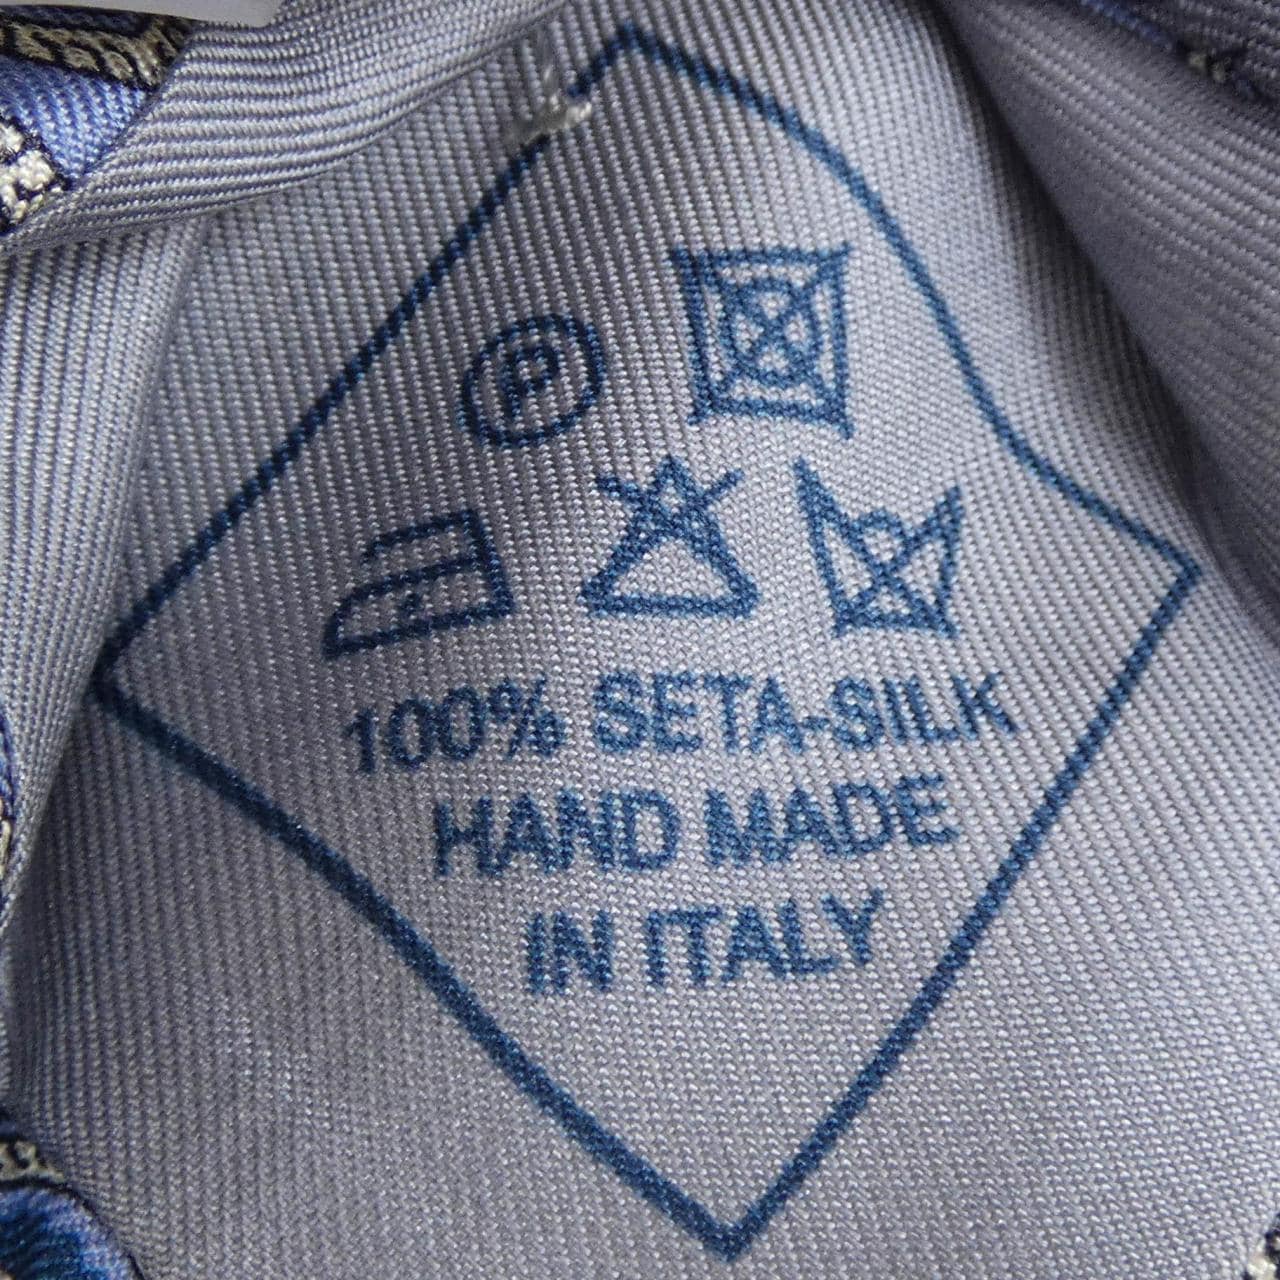 P
100% SETA-SILK
HAND MADE
IN ITALY